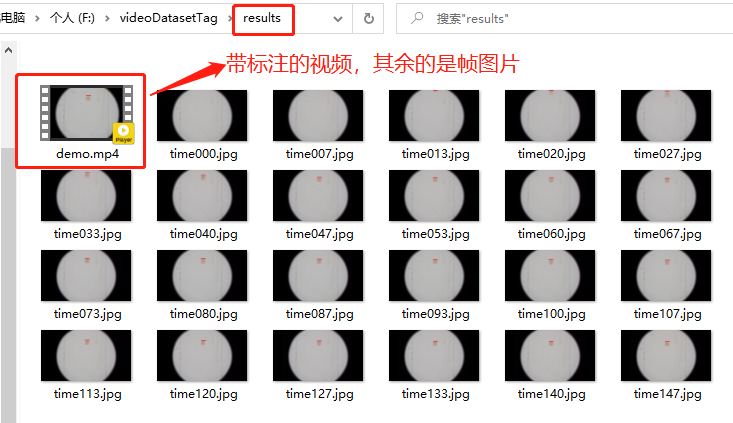 电脑 > 个人 (F:) > videoDatasetTag > results
搜索"results"
带标注的视频，其余的是帧图片
Player
demo.mp4 time000.jpg time007.jpg time013.jpg time020.jpg time027.jpg
time033.jpg time040.jpg time047.jpg time053.jpg time060.jpg time067.jpg
time073.jpg time080.jpg time087.jpg time093.jpg time100.jpg time107.jpg
time113.jpg time120.jpg time127.jpg time133.jpg time140.jpg time147.jpg